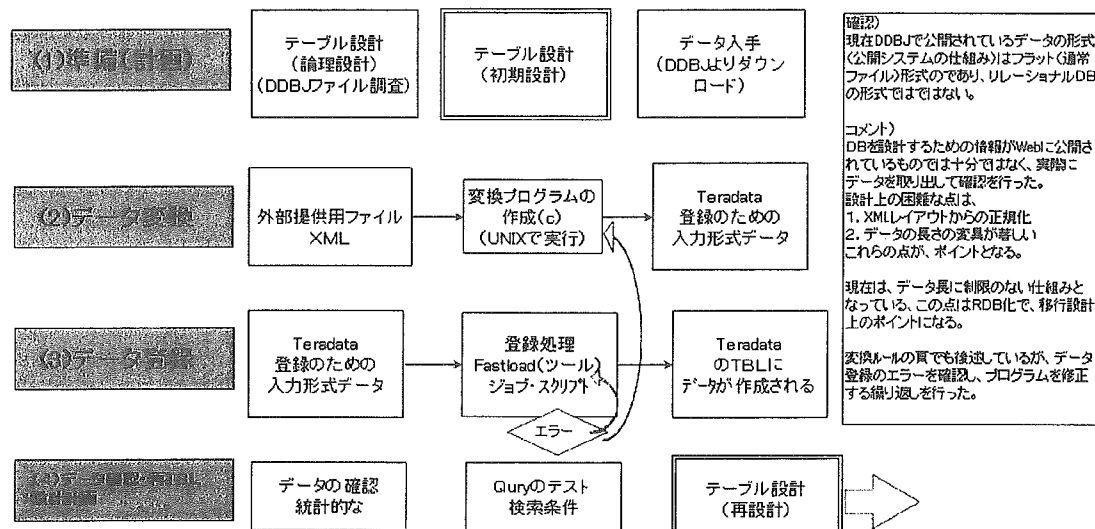 (1)準備(計画)
テーブル設計
(論理設計)
(DDBJファイル調査)
テーブル設計
(初期設計)
データ入手
(DDBJよりダウン
ロード)
(2)データ変換
外部提供用ファイル
XML
変換プログラムの
作成(c)
(UNIXで実行)
Teradata
登録のための
入力形式データ
(3)データ登録
Teradata
登録のための
入力形式データ
登録処理
Fastload(ツール)
ジョブ・スクリプト
Teradata
のTBLに
データが作成される
エラー
データの確認
統計的な
Quryのテスト
検索条件
テーブル設計
(再設計)
確認)
現在DDBJで公開されているデータの形式
(公開システムの仕組み)はフラット(通常
ファイル)形式のであり、リレーショナルDB
の形式ではではない。
コメント)
DBを設計するための情報がWebに公開さ
れているものでは十分ではなく、実際に
データを取り出して確認を行った。
設計上の困難な点は、
1. XMLレイアウトからの正規化
2. データの長さの変異が著しい
これらの点が、ポイントとなる。
現在は、データ長に制限のない仕組みと
なっている、この点はRDB化で、移行設計
上のポイントになる。
変換ルールの頁でも後述しているが、データ
登録のエラーを確認し、プログラムを修正
する繰り返しを行った。